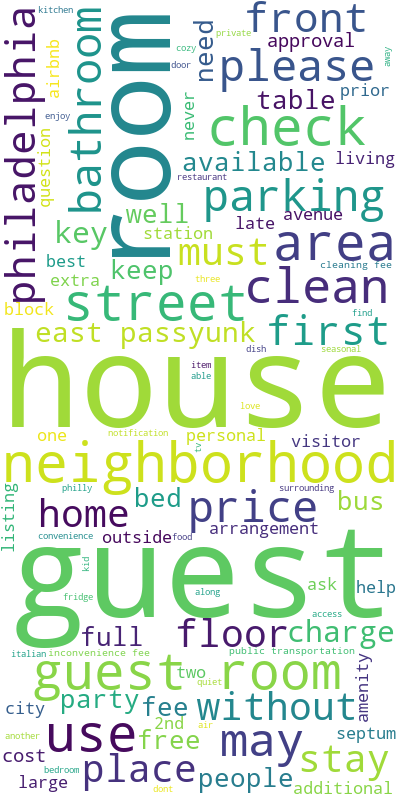 kitchen
front
private
philadelphia
airbnb
bathroom
room
cozy
need
approval
away
please
door
prior
table
check
enjoy
question
never
available
living
restaurant
parking
well
late
avenue
key
station
must
area
best
keep
cleaning fee
extra
three
clean
block
street
find
east passyunk
first
dish
seasonal
house
item
able
love
one
notification
personal
tv
visitor
neighborhood
listing
philly
bed
surrounding
home
price
bus
convenience
outside
food
arrangement
guest
kid
ask
help
fridge
along
access
full
floor
charge
italian
inconvenience fee
public transportation
guest room
two
quiet
amenity
party
fee
without
city
2nd
air
septum
another
use
free
may
stay
cost
place
people
large
bedroom
dont
additional